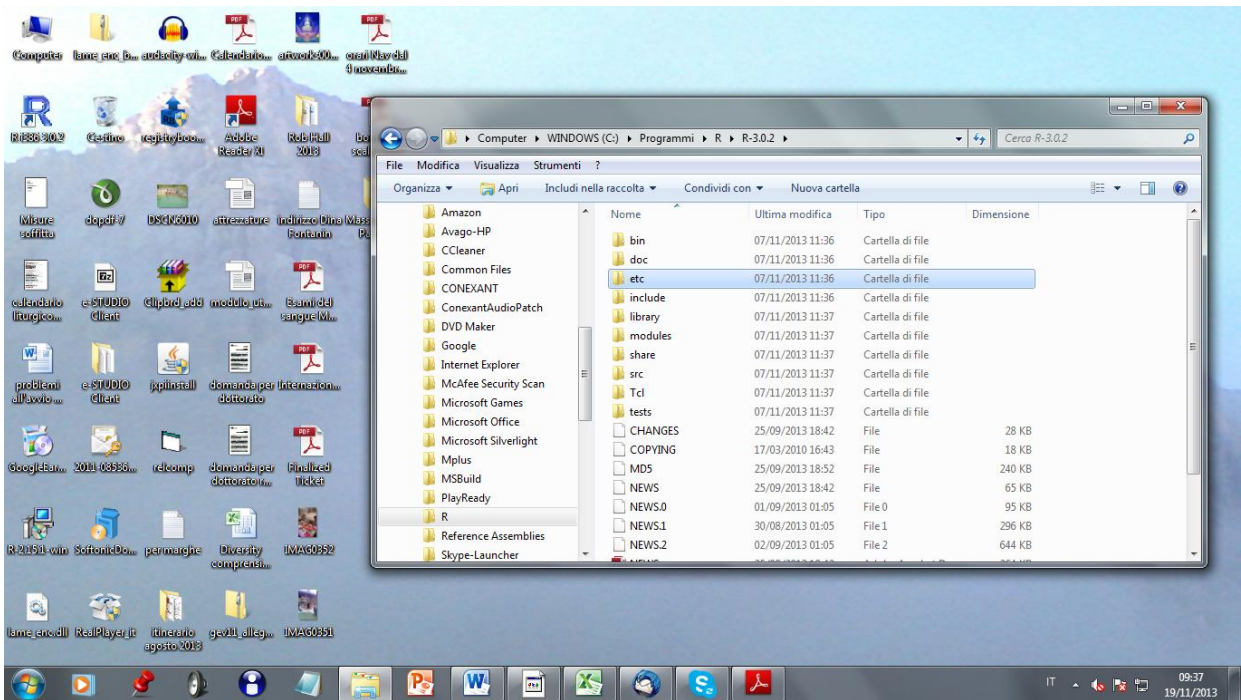 Computer lame_enc_b... audacity-wi... Calendario... artwork-00... orari Nav dal
4 novembre...
R i386 3.0.2 Cestino registryboo... Adobe Rob Hall
Reader XI 2013
Misure dopdf-7 DSCN6010 attrezzature indirizzo Dina
soffitta Fontanin
calendario e-STUDIO Clipbrd_add modulo_ut... Esami del
liturgico... Client sangue M...
problemi e-STUDIO jxpiinstall domanda per Internazion...
all'avvio ... Client dottorato
GoogleEar... 2011-08536... relcomp domanda per Finalized
dottorato r... Ticket
R-2.15.1-win SoftonicDo... per marghe Diversity IMAG0352
comprensi...
lame_enc.dll RealPlayer_it itinerario gev11_alleg... IMAG0351
agosto 2013
Computer WINDOWS (C:) Programmi R R-3.0.2
Cerca R-3.0.2
File Modifica Visualizza Strumenti ?
Organizza Apri Includi nella raccolta Condividi con Nuova cartella
Amazon
Avago-HP
CCleaner
Common Files
CONEXANT
ConexantAudioPatch
DVD Maker
Google
Internet Explorer
McAfee Security Scan
Microsoft Games
Microsoft Office
Microsoft Silverlight
Mplus
MSBuild
PlayReady
R
Reference Assemblies
Skype-Launcher
Nome Ultima modifica Tipo Dimensione
bin 07/11/2013 11:36 Cartella di file
doc 07/11/2013 11:36 Cartella di file
etc 07/11/2013 11:36 Cartella di file
include 07/11/2013 11:36 Cartella di file
library 07/11/2013 11:37 Cartella di file
modules 07/11/2013 11:37 Cartella di file
share 07/11/2013 11:37 Cartella di file
src 07/11/2013 11:37 Cartella di file
Tcl 07/11/2013 11:37 Cartella di file
tests 07/11/2013 11:37 Cartella di file
CHANGES 25/09/2013 18:42 File 28 KB
COPYING 17/03/2010 16:43 File 18 KB
MD5 25/09/2013 18:52 File 240 KB
NEWS 25/09/2013 18:42 File 65 KB
NEWS.0 01/09/2013 01:05 File 0 95 KB
NEWS.1 30/08/2013 01:05 File 1 296 KB
NEWS.2 02/09/2013 01:05 File 2 644 KB
IT 09:37
19/11/2013